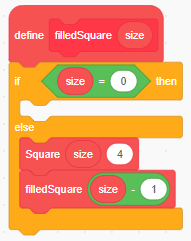 define filledSquare size
if size = 0 then
else
Square size 4
filledSquare size - 1